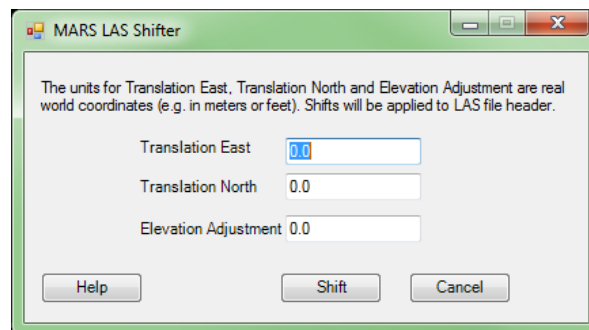 MARS LAS Shifter
The units for Translation East, Translation North and Elevation Adjustment are real
world coordinates (e.g. in meters or feet). Shifts will be applied to LAS file header.
Translation East 0.0
Translation North 0.0
Elevation Adjustment 0.0
Help Shift Cancel